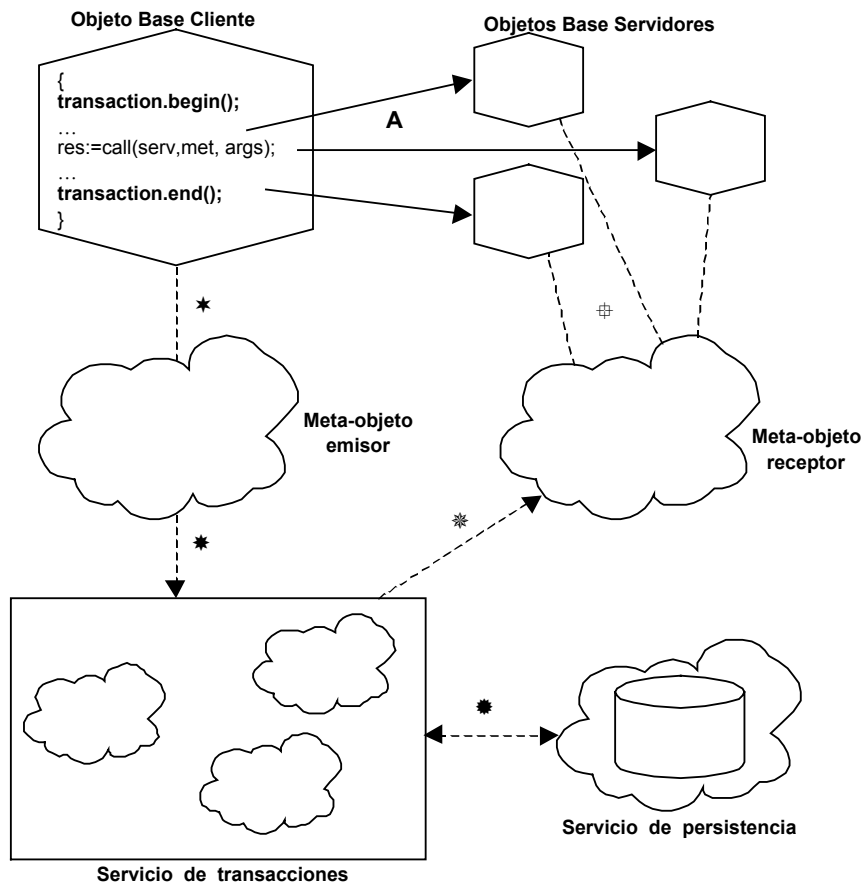 Objeto Base Cliente
Objetos Base Servidores
{
transaction.begin();
…
A
res:=call(serv,met, args);
…
transaction.end();
}
Meta-objeto
emisor
Meta-objeto
receptor
Servicio de persistencia
Servicio de transacciones